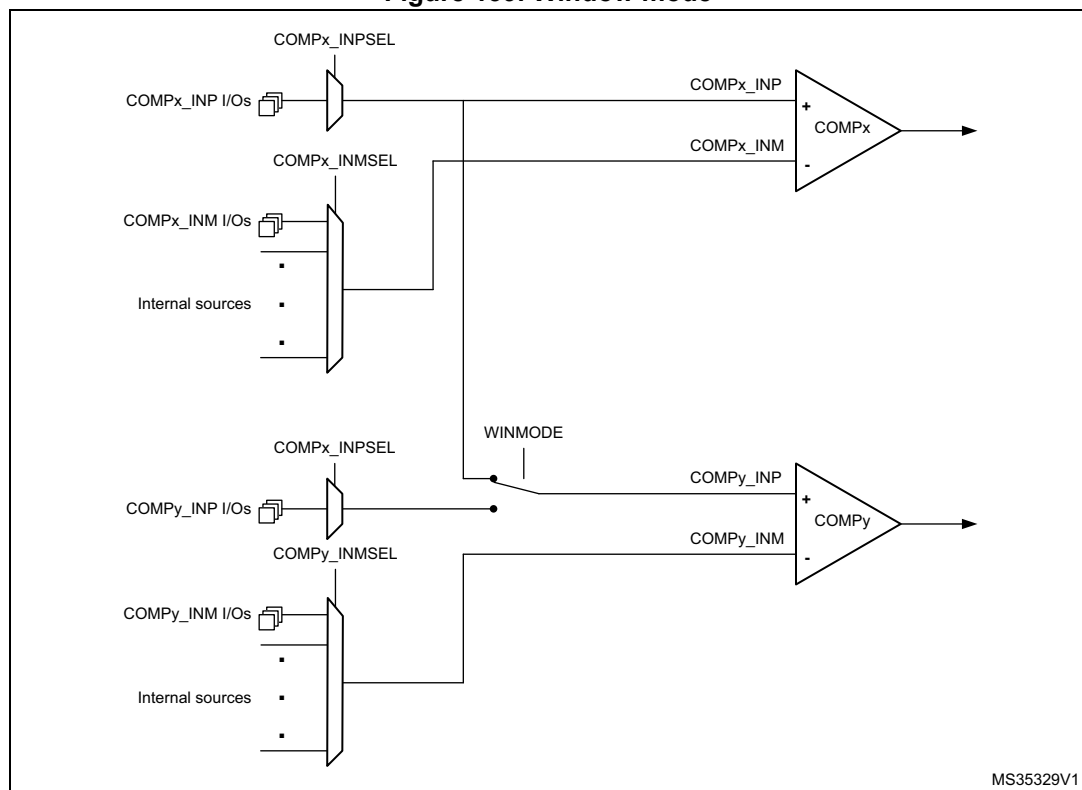 COMPx_INPSEL
COMPx_INP I/Os
COMPx_INP
+
COMPx
COMPx_INM
-
COMPx_INMSEL
COMPx_INM I/Os
Internal sources
WINMODE
COMPx_INPSEL
COMPy_INP
COMPy_INP I/Os
+
COMPy
COMPy_INM
-
COMPy_INMSEL
COMPy_INM I/Os
Internal sources
MS35329V1